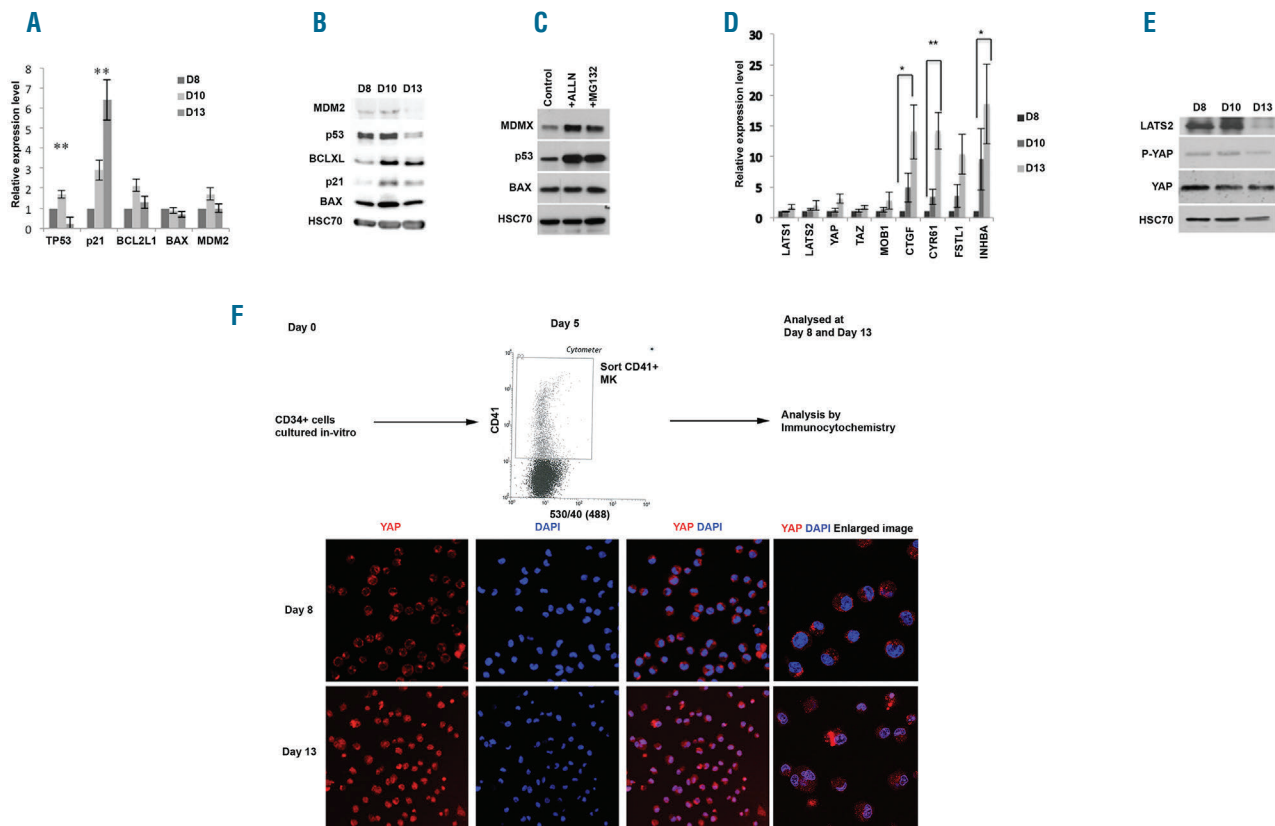 A
Relative expression level
8
7
6
5
4
3
2
1
0
**
**
D8
D10
D13
TP53 p21 BCL2L1 BAX MDM2
B
D8 D10 D13
MDM2
p53
BCLXL
p21
BAX
HSC70
C
Control
+ALLN
+MG132
MDMX
p53
BAX
HSC70
D
Relative expression level
30
25
20
15
10
5
0
*
**
*
D8
D10
D13
LATS1
LATS2
YAP
TAZ
MOB1
CTGF
CYR61
FSTL1
INHBA
E
D8 D10 D13
LATS2
P-YAP
YAP
HSC70
F
Day 0
Day 5
Analysed at
Day 8 and Day 13
Cytometer
*
Sort CD41+
MK
CD41
CD34+ cells
cultured in-vitro
Analysis by
Immunocytochemistry
530/40 (488)
YAP
DAPI
YAP DAPI
YAP DAPI Enlarged image
Day 8
Day 13